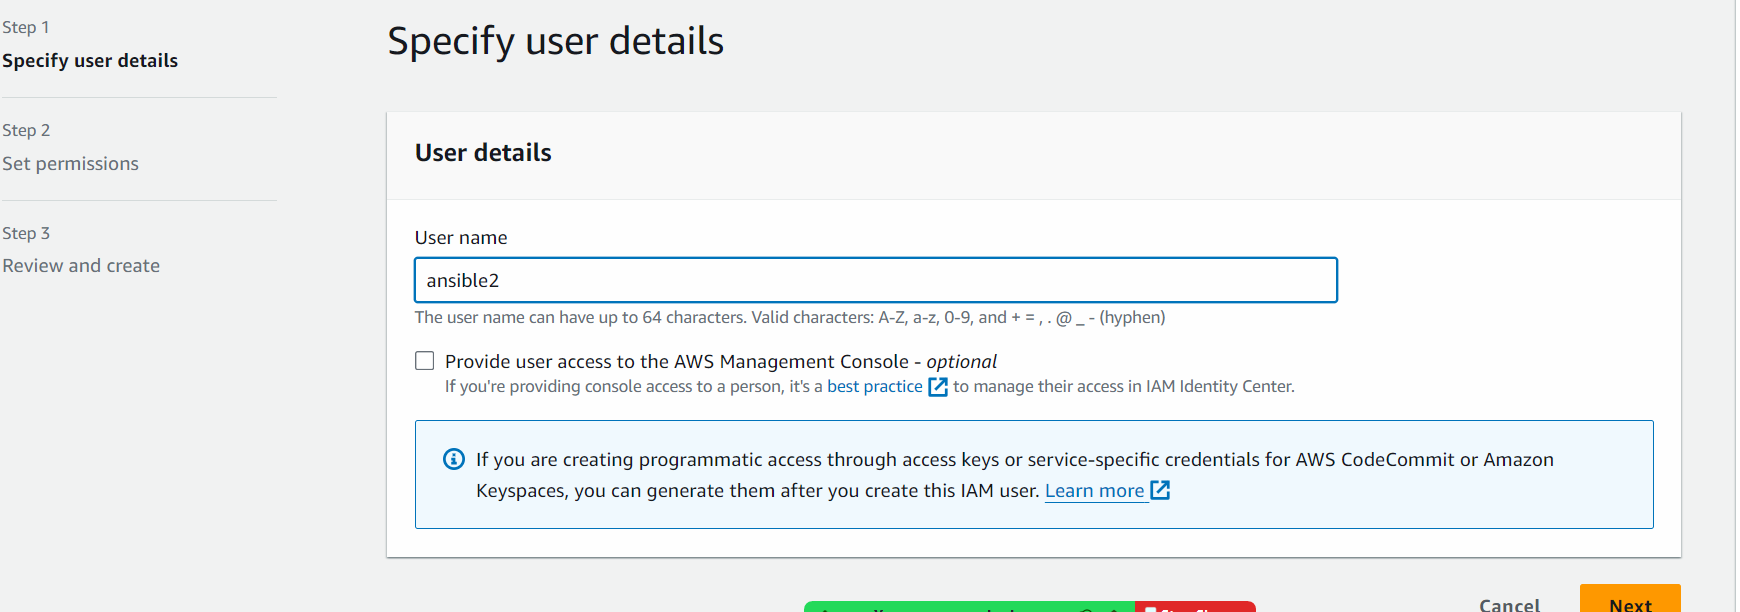 Step 1
Specify user details
Step 2
Set permissions
Step 3
Review and create
Specify user details
User details
User name
ansible2
The user name can have up to 64 characters. Valid characters: A-Z, a-z, 0-9, and + = , . @ _ - (hyphen)
Provide user access to the AWS Management Console - optional
If you're providing console access to a person, it's a best practice to manage their access in IAM Identity Center.
If you are creating programmatic access through access keys or service-specific credentials for AWS CodeCommit or Amazon
Keyspaces, you can generate them after you create this IAM user. Learn more
Cancel
Next